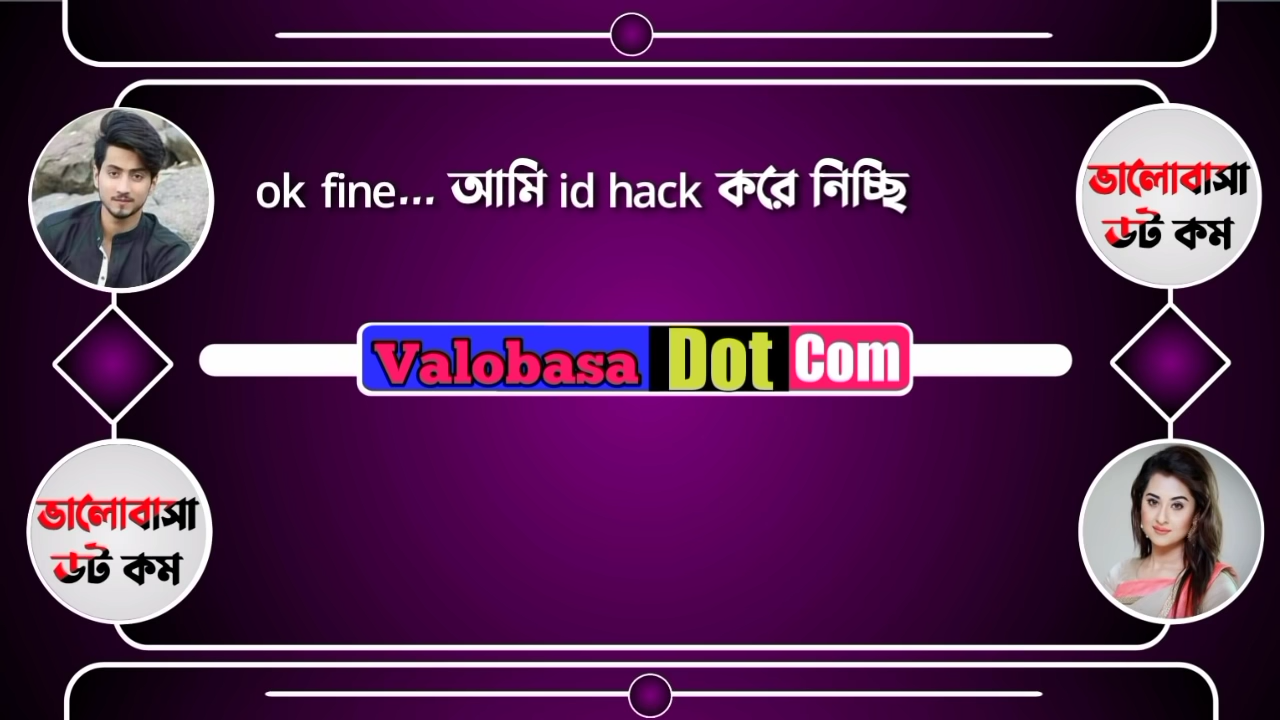 ok fine... আমি id hack করে নিচ্ছি
ভালোবাসা
ডট কম
Valobasa Dot Com
ভালোবাসা
ডট কম